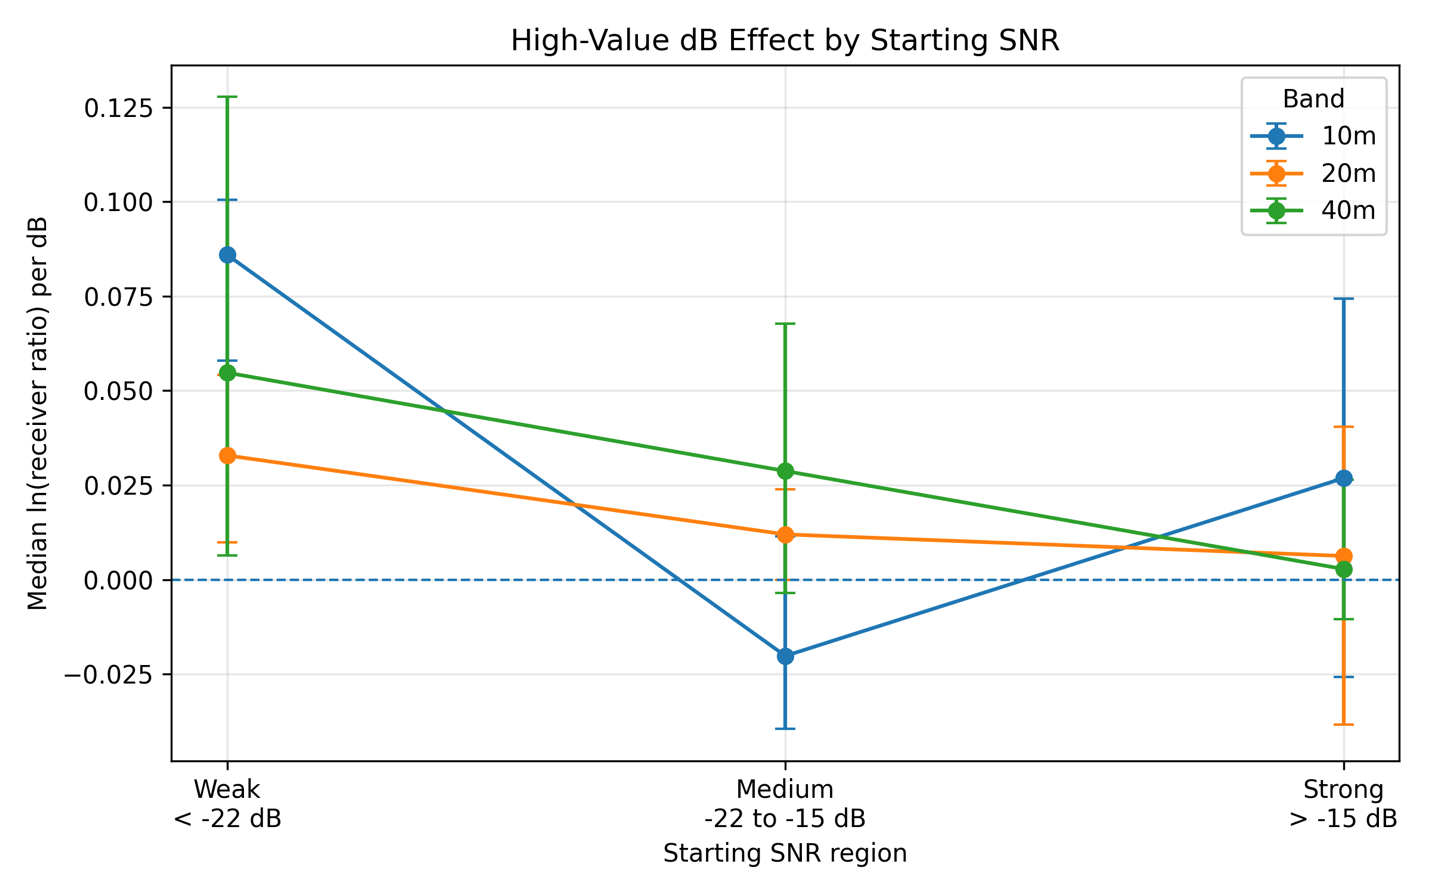 High-Value dB Effect by Starting SNR
Band
10m
20m
40m
Median ln(receiver ratio) per dB
0.125
0.100
0.075
0.050
0.025
0.000
−0.025
Weak
< -22 dB
Medium
-22 to -15 dB
Strong
> -15 dB
Starting SNR region